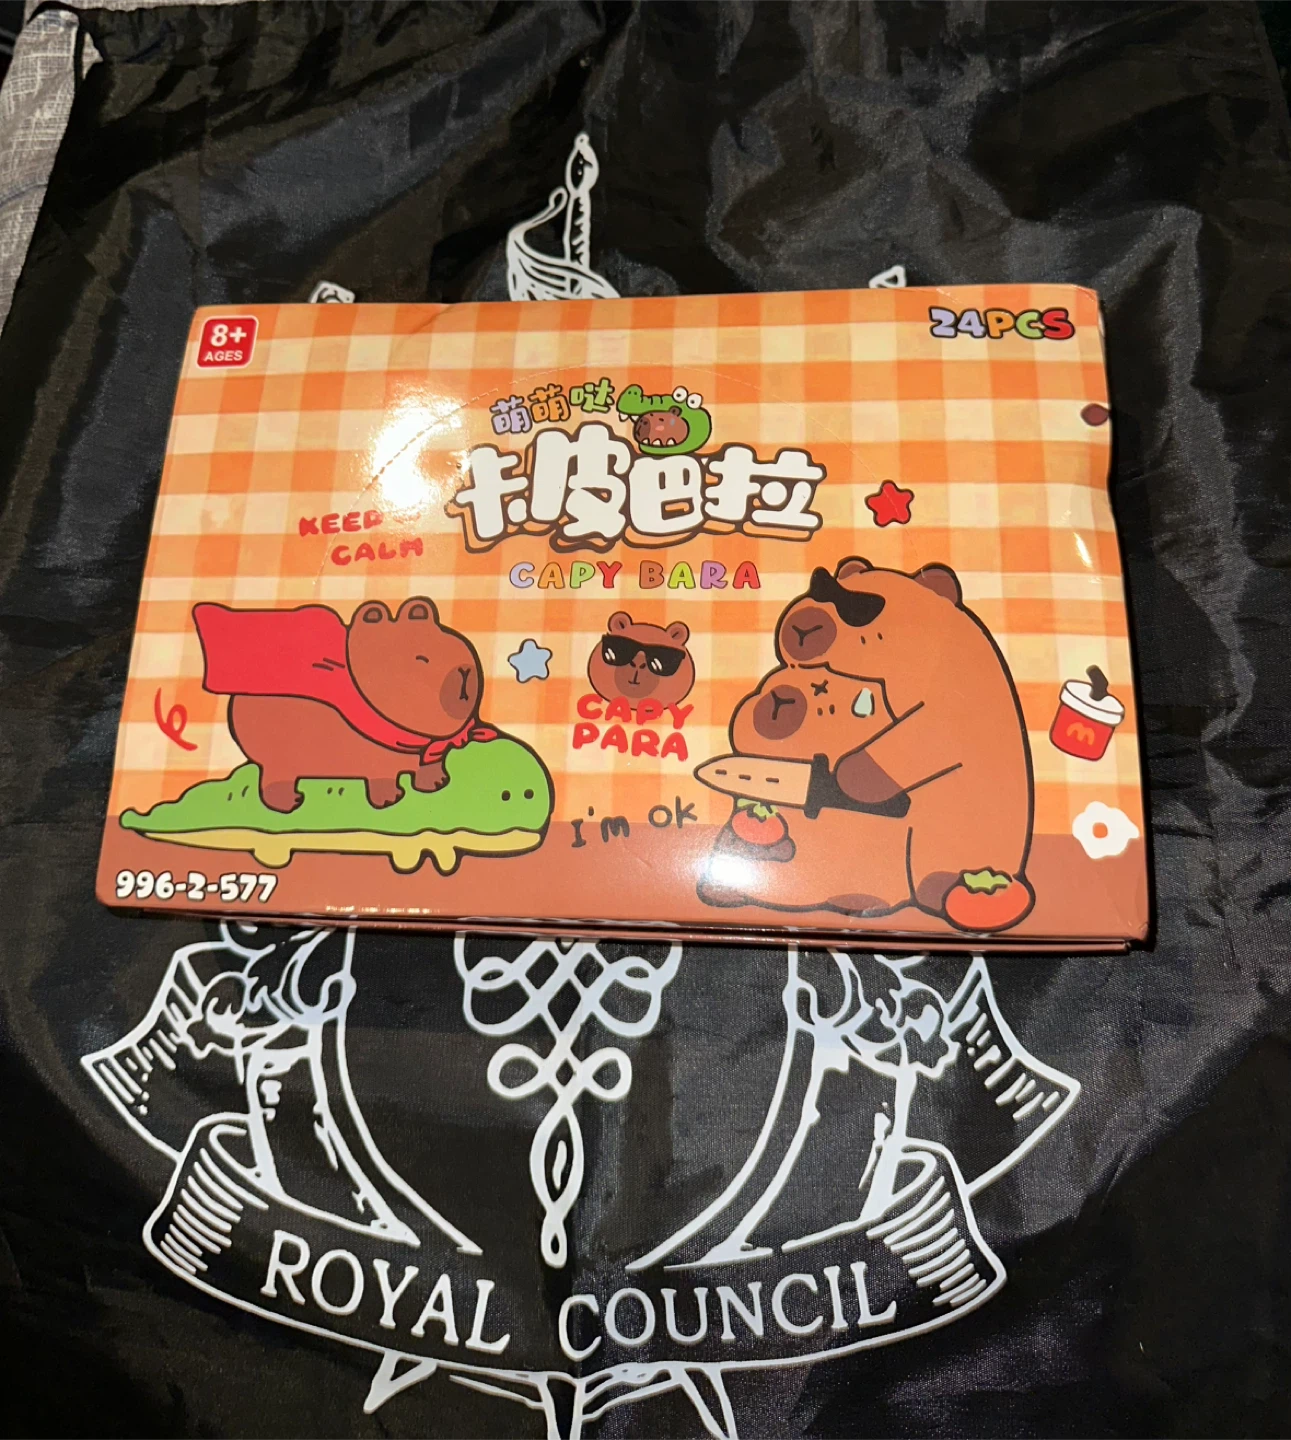 8+
AGES
24PCS
萌萌哒
卡皮巴拉
KEEP
CALM
CAPY BARA
CAPY
PARA
I'm ok
m
996-2-577
ROYAL COUNCIL